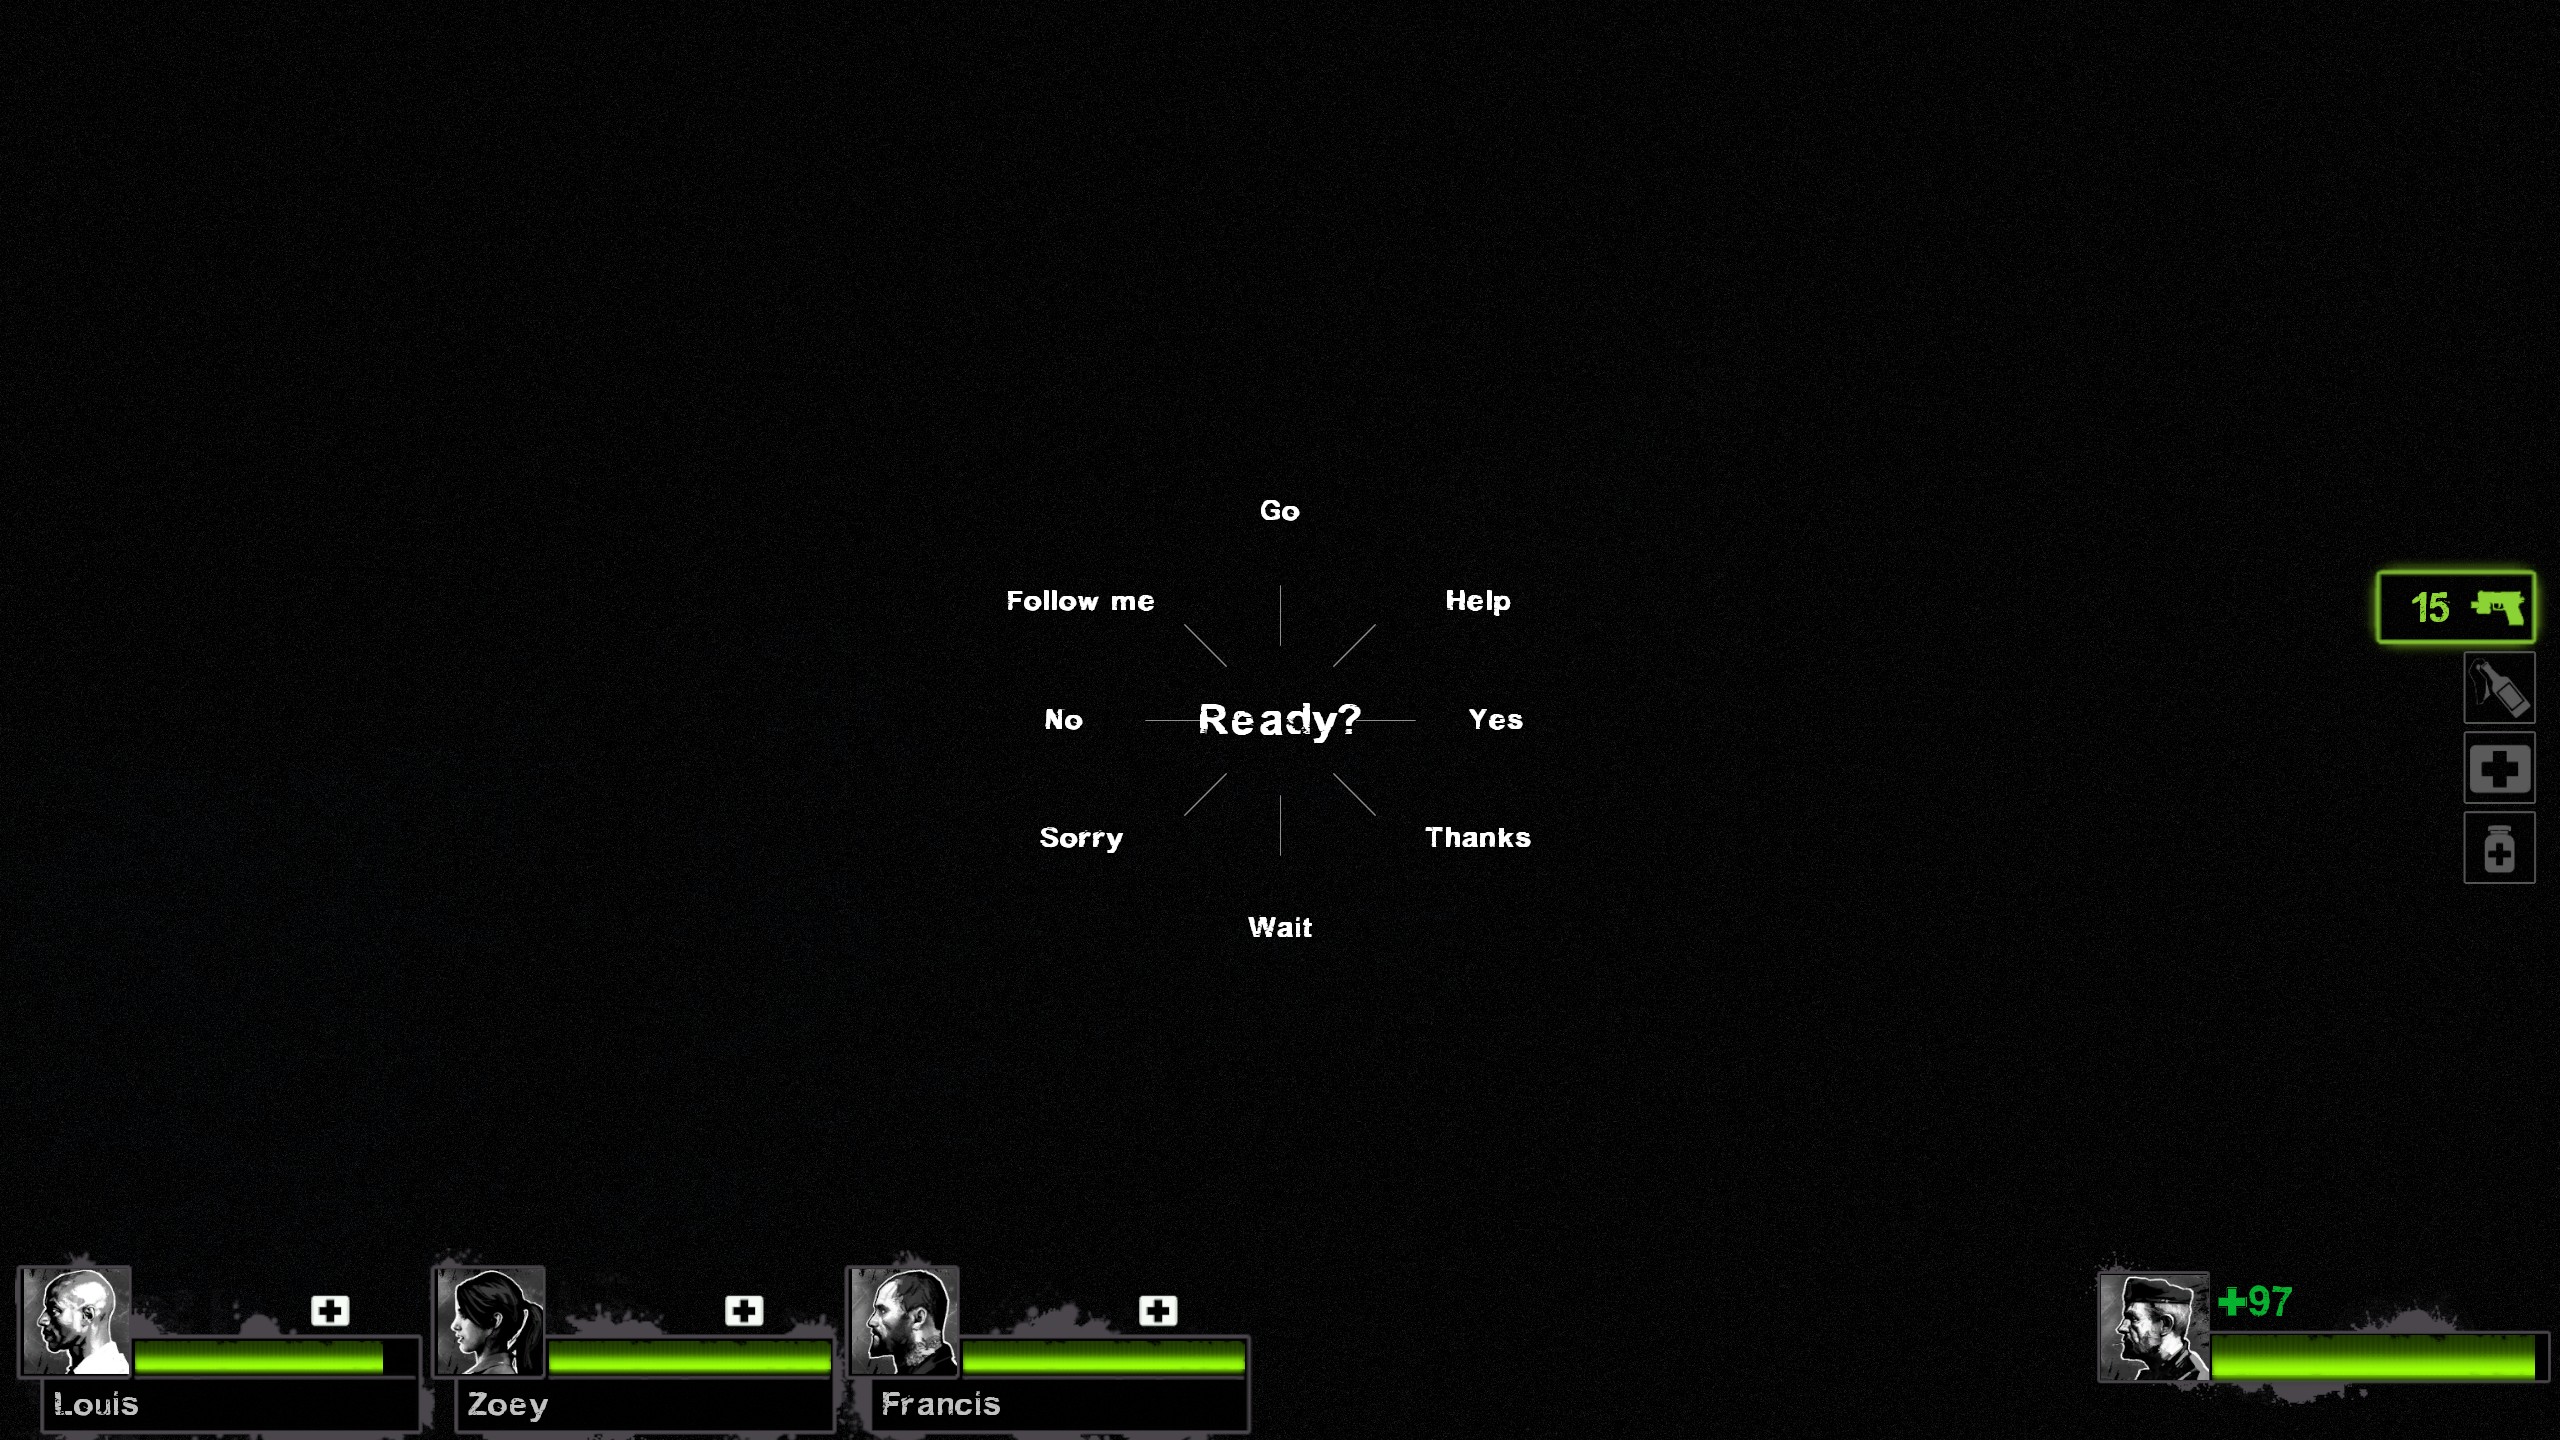 Go
Follow me
Help
15
No
Ready?
Yes
Sorry
Thanks
Wait
+97
Louis
Zoey
Francis